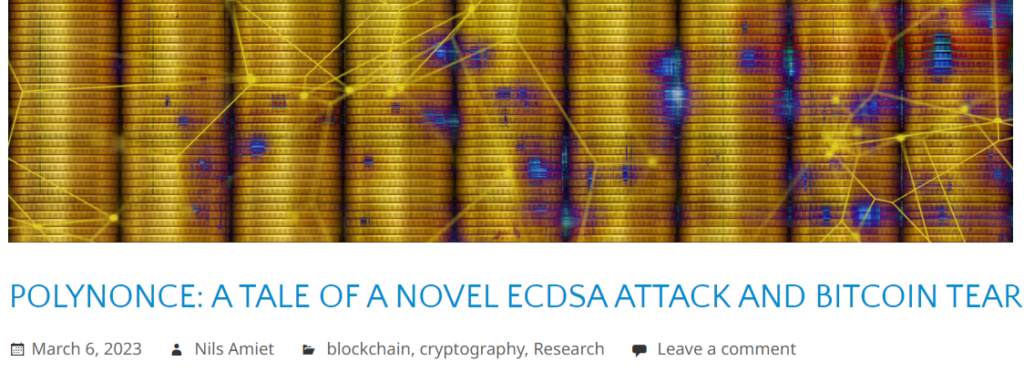 POLYNONCE: A TALE OF A NOVEL ECDSA ATTACK AND BITCOIN TEAR
March 6, 2023 Nils Amiet blockchain, cryptography, Research Leave a comment